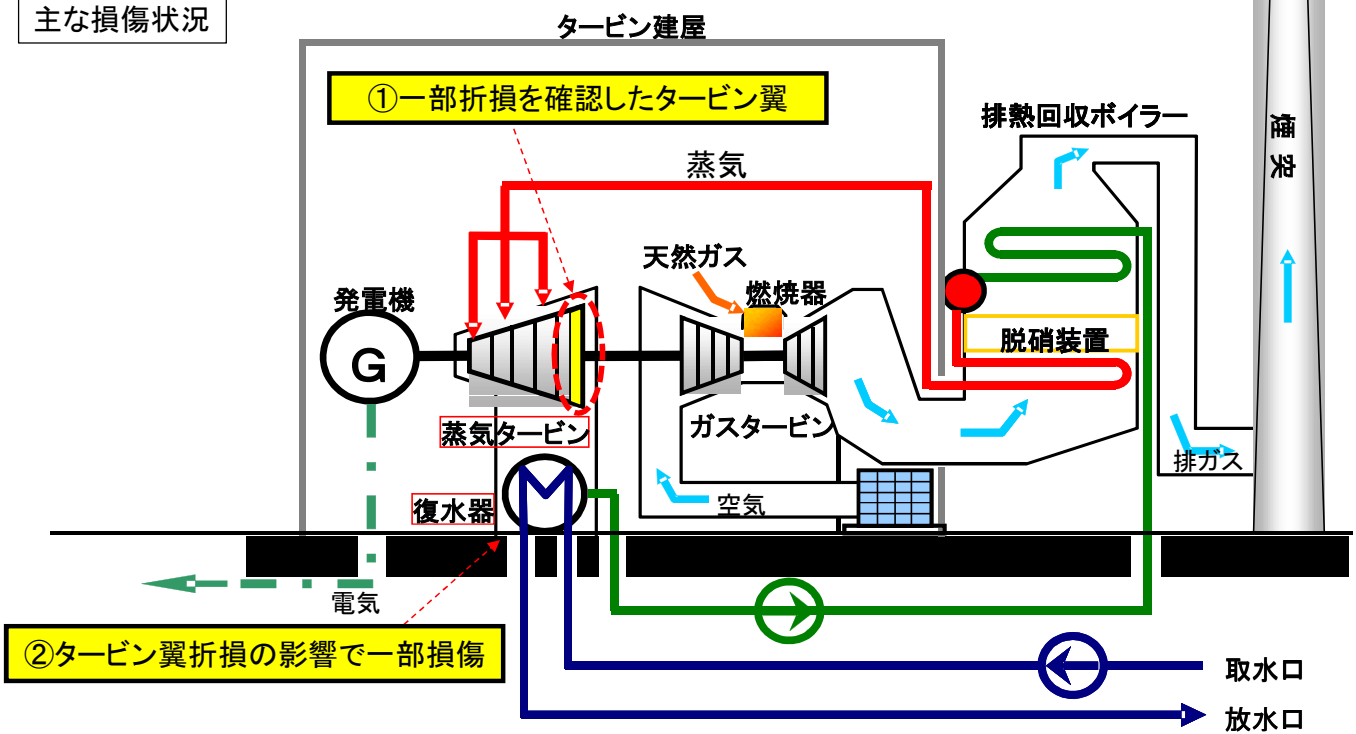 主な損傷状況
タービン建屋
①一部折損を確認したタービン翼
排熱回収ボイラー
煙突
蒸気
天然ガス
燃焼器
発電機
G
脱硝装置
蒸気タービン
ガスタービン
排ガス
復水器
空気
電気
②タービン翼折損の影響で一部損傷
取水口
放水口